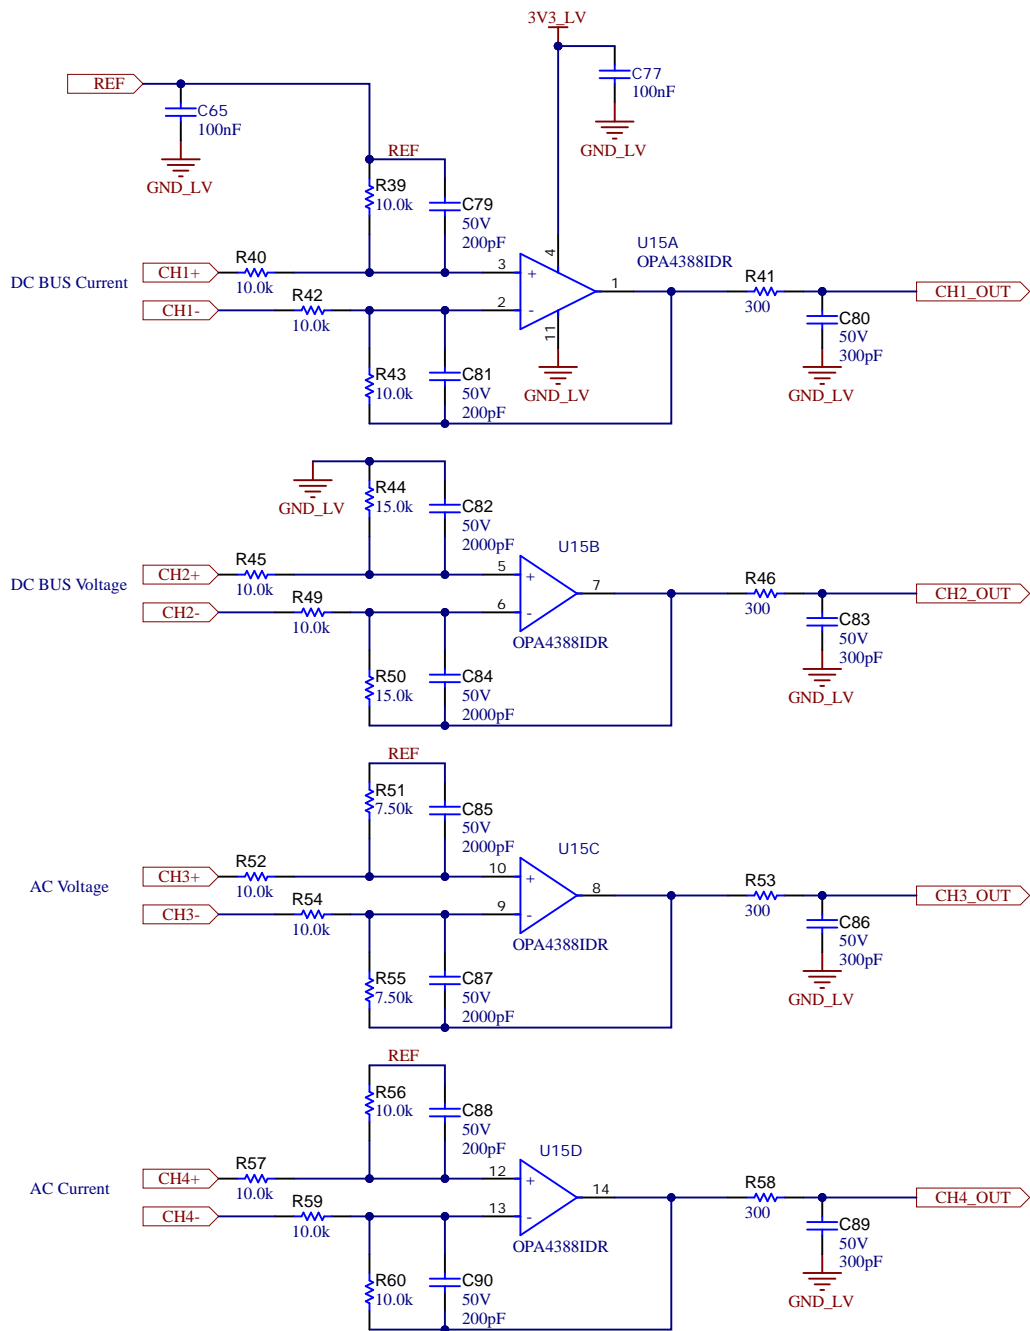 3V3_LV
REF
C65
100nF
GND_LV
C77
100nF
GND_LV
REF
R39
10.0k
C79
50V
200pF
DC BUS Current
CH1+
R40
10.0k
CH1-
R42
10.0k
3
2
4
11
1
U15A
OPA4388IDR
GND_LV
R43
10.0k
C81
50V
200pF
R41
300
C80
50V
300pF
GND_LV
CH1_OUT
GND_LV
R44
15.0k
C82
50V
2000pF
DC BUS Voltage
CH2+
R45
10.0k
CH2-
R49
10.0k
5
6
7
U15B
OPA4388IDR
R50
15.0k
C84
50V
2000pF
R46
300
C83
50V
300pF
GND_LV
CH2_OUT
REF
R51
7.50k
C85
50V
2000pF
AC Voltage
CH3+
R52
10.0k
CH3-
R54
10.0k
10
9
8
U15C
OPA4388IDR
R55
7.50k
C87
50V
2000pF
R53
300
C86
50V
300pF
GND_LV
CH3_OUT
REF
R56
10.0k
C88
50V
200pF
AC Current
CH4+
R57
10.0k
CH4-
R59
10.0k
12
13
14
U15D
OPA4388IDR
R60
10.0k
C90
50V
200pF
R58
300
C89
50V
300pF
GND_LV
CH4_OUT